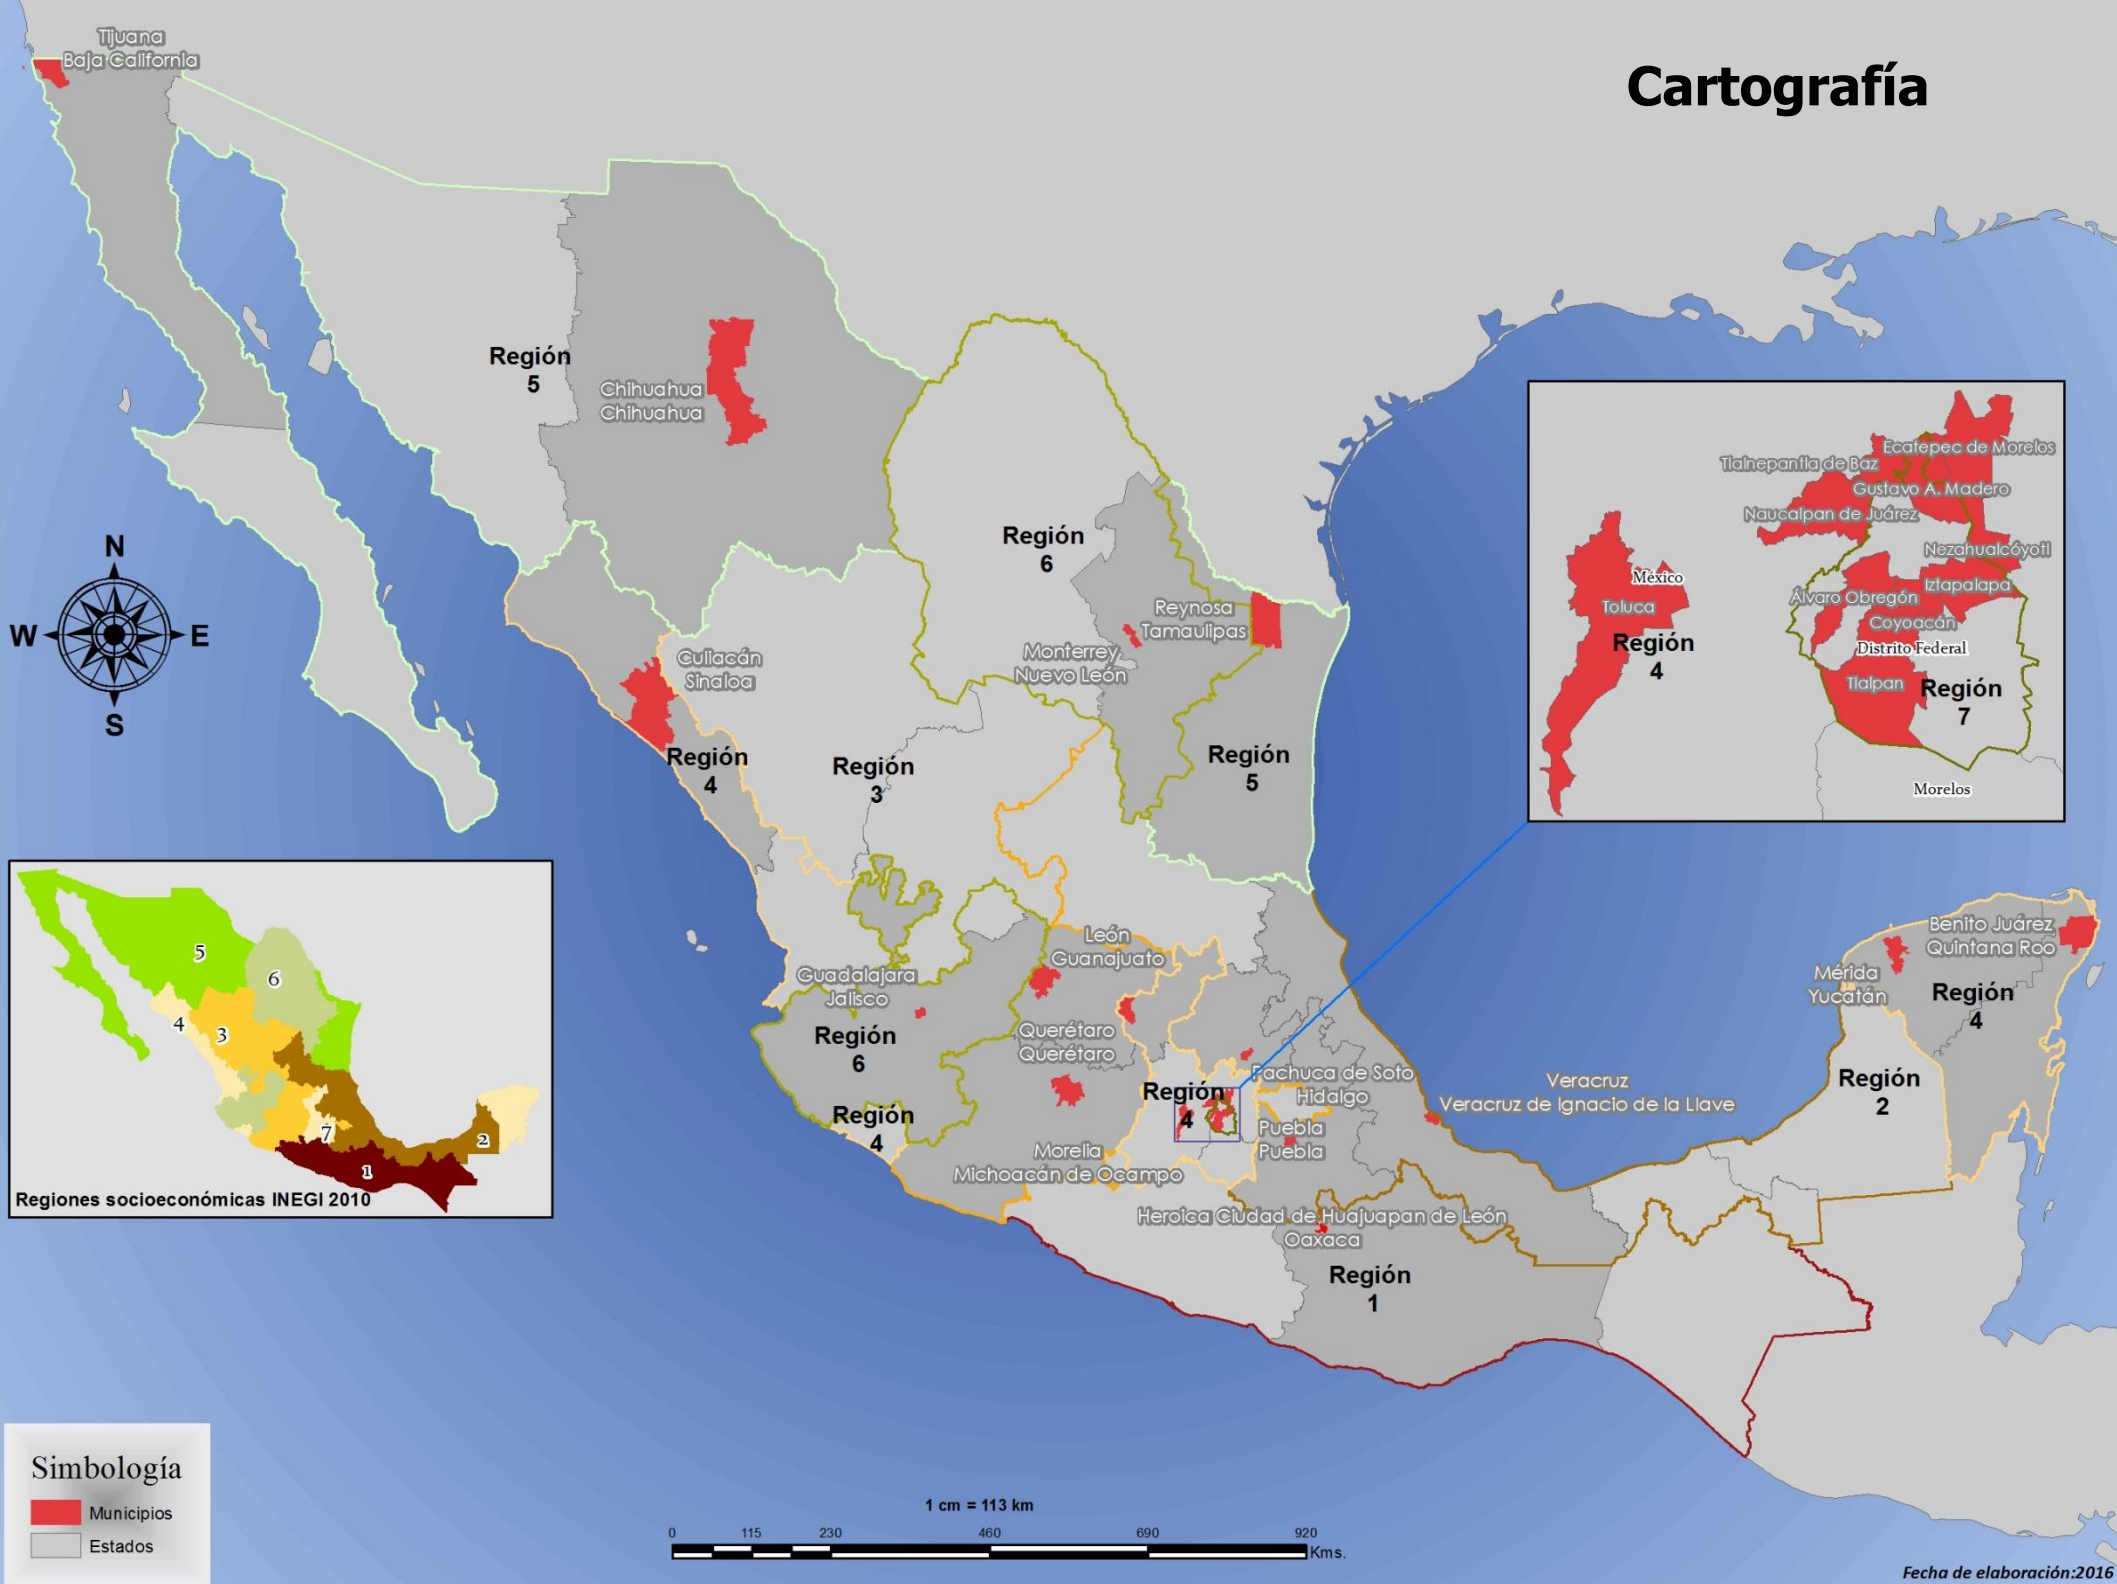 Cartografía
Tijuana
Baja California
Región
5
Chihuahua
Chihuahua
Región
6
Reynosa
Tamaulipas
Monterrey
Nuevo León
Culiacán
Sinaloa
Región
4
Región
3
Región
5
N
W
E
S
Ecatepec de Morelos
Tlalnepantla de Baz
Gustavo A. Madero
Naucalpan de Juárez
Nezahualcóyotl
México
Iztapalapa
Álvaro Obregón
Toluca
Coyoacán
Región
4
Distrito Federal
Tlalpan
Región
7
Morelos
5
6
4
3
7
2
1
Regiones socioeconómicas INEGI 2010
León
Guanajuato
Guadalajara
Jalisco
Región
6
Querétaro
Querétaro
Región
4
Región
4
Pachuca de Soto
Hidalgo
Puebla
Puebla
Morelia
Michoacán de Ocampo
Veracruz
Veracruz de Ignacio de la Llave
Benito Juárez
Quintana Roo
Mérida
Yucatán
Región
4
Región
2
Heroica Ciudad de Huajuapan de León
Oaxaca
Región
1
Simbología
Municipios
Estados
1 cm = 113 km
0 115 230 460 690 920
Kms.
Fecha de elaboración:2016